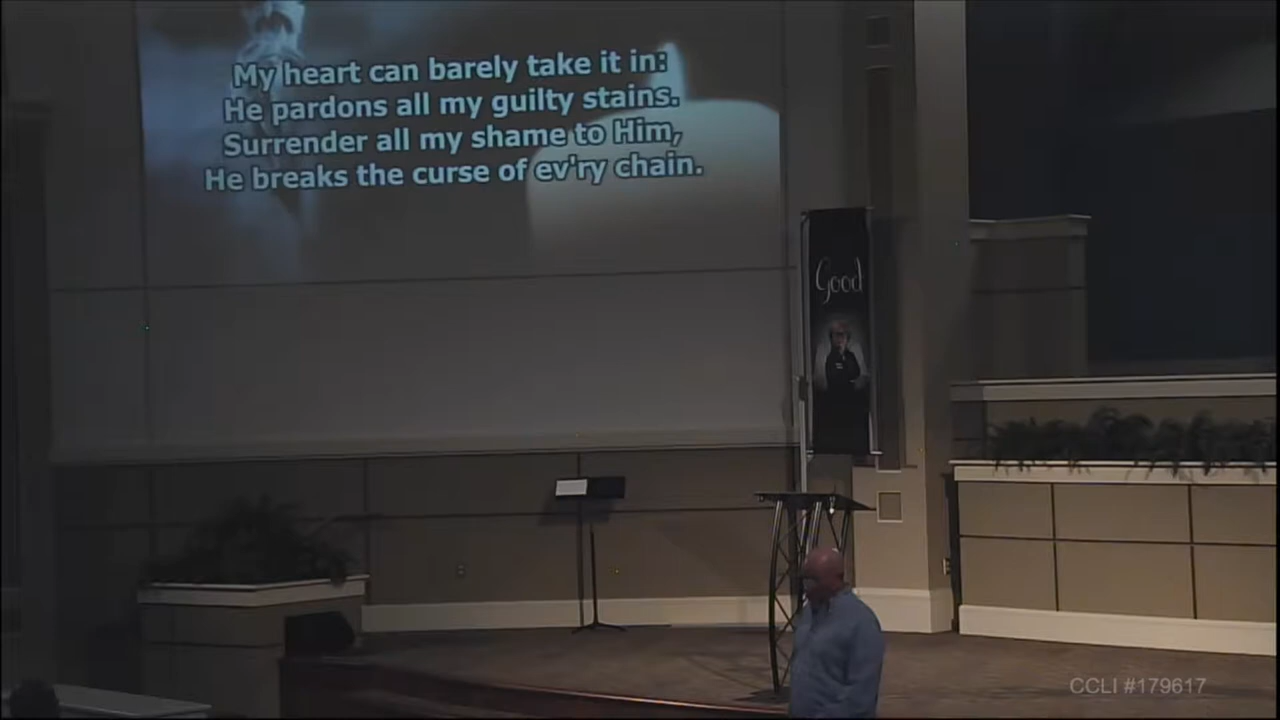 My heart can barely take it in:
He pardons all my guilty stains.
Surrender all my shame to Him,
He breaks the curse of ev'ry chain.
Good
CCLI #179617